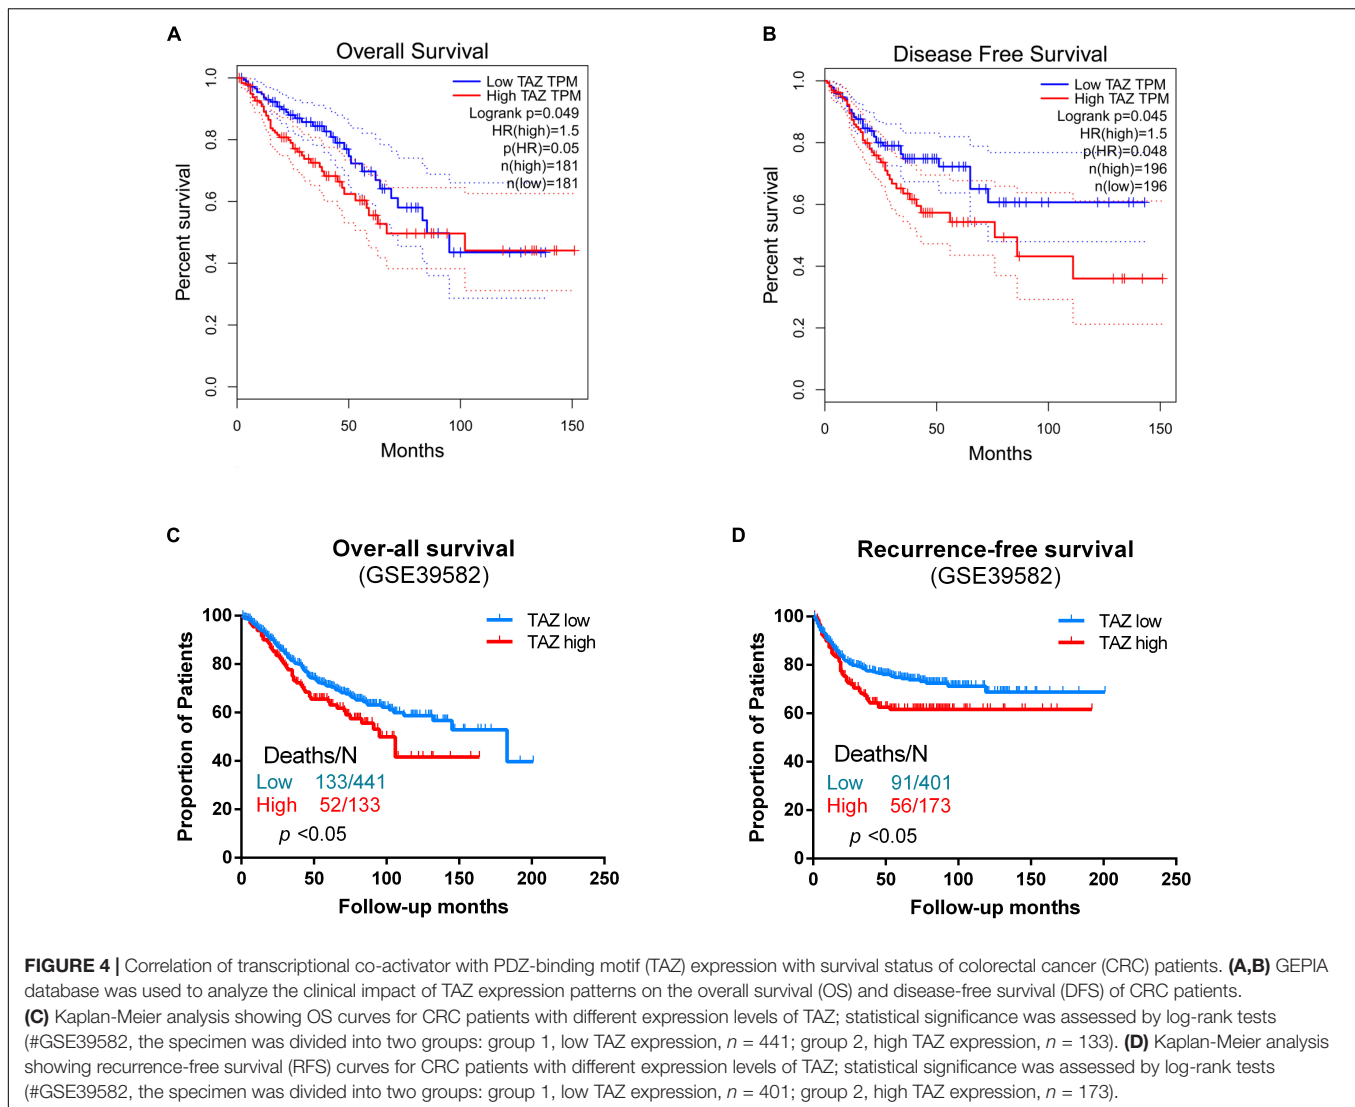 A
Overall Survival
Low TAZ TPM
High TAZ TPM
Logrank p=0.049
HR(high)=1.5
p(HR)=0.05
n(high)=181
n(low)=181
Percent survival
1.0
0.8
0.6
0.4
0.2
0.0
0 50 100 150
Months
B
Disease Free Survival
Low TAZ TPM
High TAZ TPM
Logrank p=0.045
HR(high)=1.5
p(HR)=0.048
n(high)=196
n(low)=196
Percent survival
1.0
0.8
0.6
0.4
0.2
0.0
0 50 100 150
Months
C
Over-all survival
(GSE39582)
TAZ low
TAZ high
Proportion of Patients
100
80
60
40
20
0
Deaths/N
Low 133/441
High 52/133
p <0.05
0 50 100 150 200 250
Follow-up months
D
Recurrence-free survival
(GSE39582)
TAZ low
TAZ high
Proportion of Patients
100
80
60
40
20
0
Deaths/N
Low 91/401
High 56/173
p <0.05
0 50 100 150 200 250
Follow-up months
FIGURE 4 | Correlation of transcriptional co-activator with PDZ-binding motif (TAZ) expression with survival status of colorectal cancer (CRC) patients. (A,B) GEPIA
database was used to analyze the clinical impact of TAZ expression patterns on the overall survival (OS) and disease-free survival (DFS) of CRC patients.
(C) Kaplan-Meier analysis showing OS curves for CRC patients with different expression levels of TAZ; statistical significance was assessed by log-rank tests
(#GSE39582, the specimen was divided into two groups: group 1, low TAZ expression, n = 441; group 2, high TAZ expression, n = 133). (D) Kaplan-Meier analysis
showing recurrence-free survival (RFS) curves for CRC patients with different expression levels of TAZ; statistical significance was assessed by log-rank tests
(#GSE39582, the specimen was divided into two groups: group 1, low TAZ expression, n = 401; group 2, high TAZ expression, n = 173).